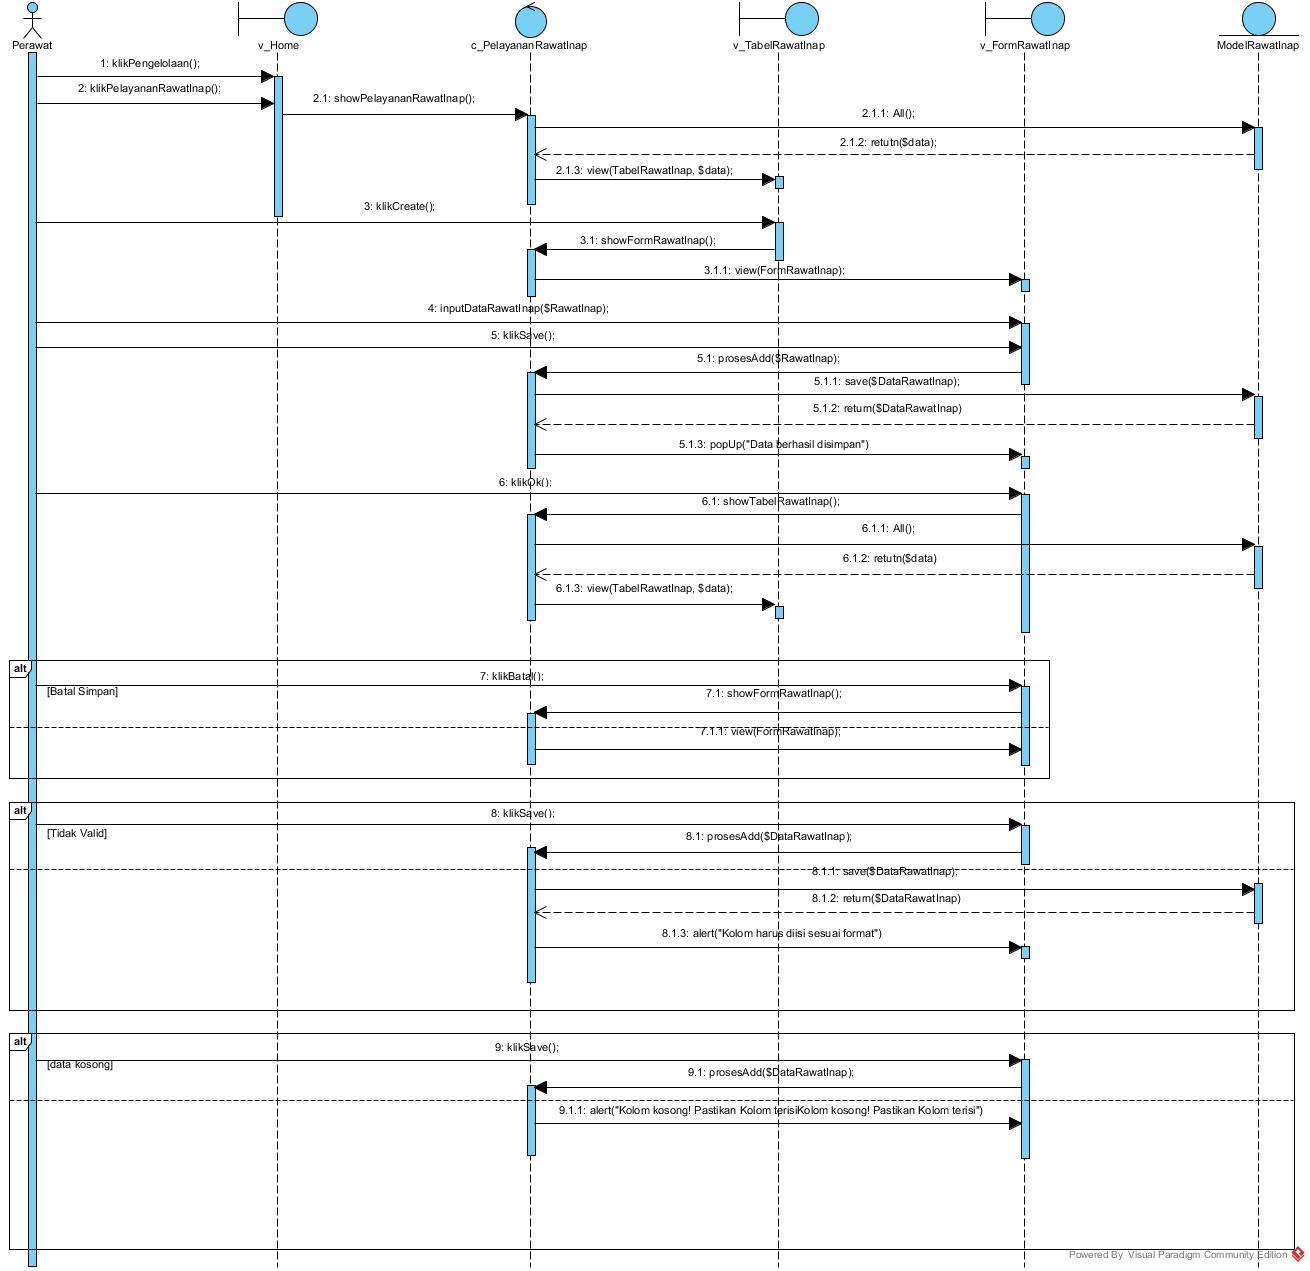 Perawat
v_Home
c_PelayananRawatInap
v_TabelRawatInap
v_FormRawatInap
ModelRawatInap
1: klikPengelolaan();
2: klikPelayananRawatInap();
2.1: showPelayananRawatInap();
2.1.1: All();
2.1.2: retutn($data);
2.1.3: view(TabelRawatInap, $data);
3: klikCreate();
3.1: showFormRawatInap();
3.1.1: view(FormRawatInap);
4: inputDataRawatInap($RawatInap);
5: klikSave();
5.1: prosesAdd($RawatInap);
5.1.1: save($DataRawatInap);
5.1.2: return($DataRawatInap)
5.1.3: popUp("Data berhasil disimpan")
6: klikOk();
6.1: showTabelRawatInap();
6.1.1: All();
6.1.2: retutn($data)
6.1.3: view(TabelRawatInap, $data);
alt
7: klikBatal();
[Batal Simpan]
7.1: showFormRawatInap();
7.1.1: view(FormRawatInap);
alt
8: klikSave();
[Tidak Valid]
8.1: prosesAdd($DataRawatInap);
8.1.1: save($DataRawatInap);
8.1.2: return($DataRawatInap)
8.1.3: alert("Kolom harus diisi sesuai format")
alt
9: klikSave();
[data kosong]
9.1: prosesAdd($DataRawatInap);
9.1.1: alert("Kolom kosong! Pastikan Kolom terisiKolom kosong! Pastikan Kolom terisi")
Powered By Visual Paradigm Community Edition